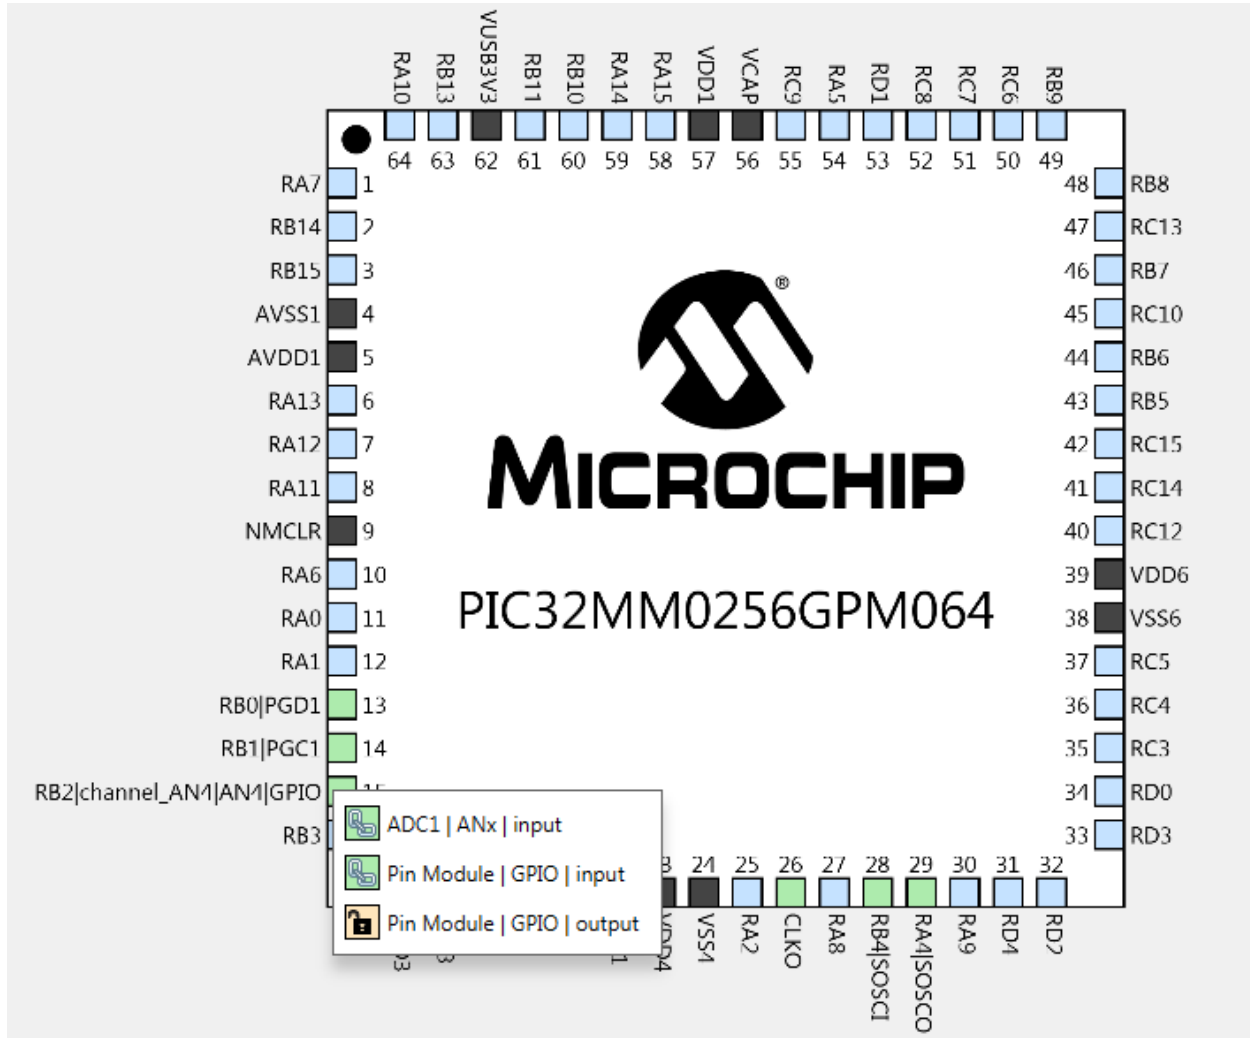 RA10 RB13 VUSB3V3 RB11 RB10 RA14 RA15 VDD1 VCAP RC9 RA5 RD1 RC8 RC7 RC6 RB9
64 63 62 61 60 59 58 57 56 55 54 53 52 51 50 49
RA7 1 48 RB8
RB14 2 47 RC13
RB15 3 46 RB7
AVSS1 4 45 RC10
AVDD1 5 44 RB6
RA13 6 43 RB5
RA12 7 42 RC15
RA11 8 41 RC14
NMCLR 9 40 RC12
RA6 10 39 VDD6
RA0 11 38 VSS6
RA1 12 37 RC5
RB0|PGD1 13 36 RC4
RB1|PGC1 14 35 RC3
RB2|channel_AN4|AN4|GPIO 34 RD0
RB3 33 RD3
®
MICROCHIP
PIC32MM0256GPM064
ADC1 | ANx | input
Pin Module | GPIO | input
Pin Module | GPIO | output
24 25 26 27 28 29 30 31 32
VSS4 RA2 CLKO RA8 RB4|SOSCI RA4|SOSCO RA9 RD4 RD2